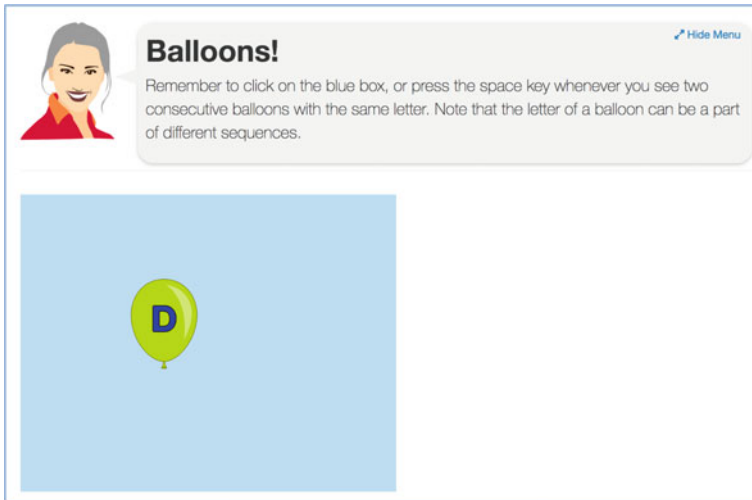 Hide Menu
Balloons!
Remember to click on the blue box, or press the space key whenever you see two
consecutive balloons with the same letter. Note that the letter of a balloon can be a part
of different sequences.
D